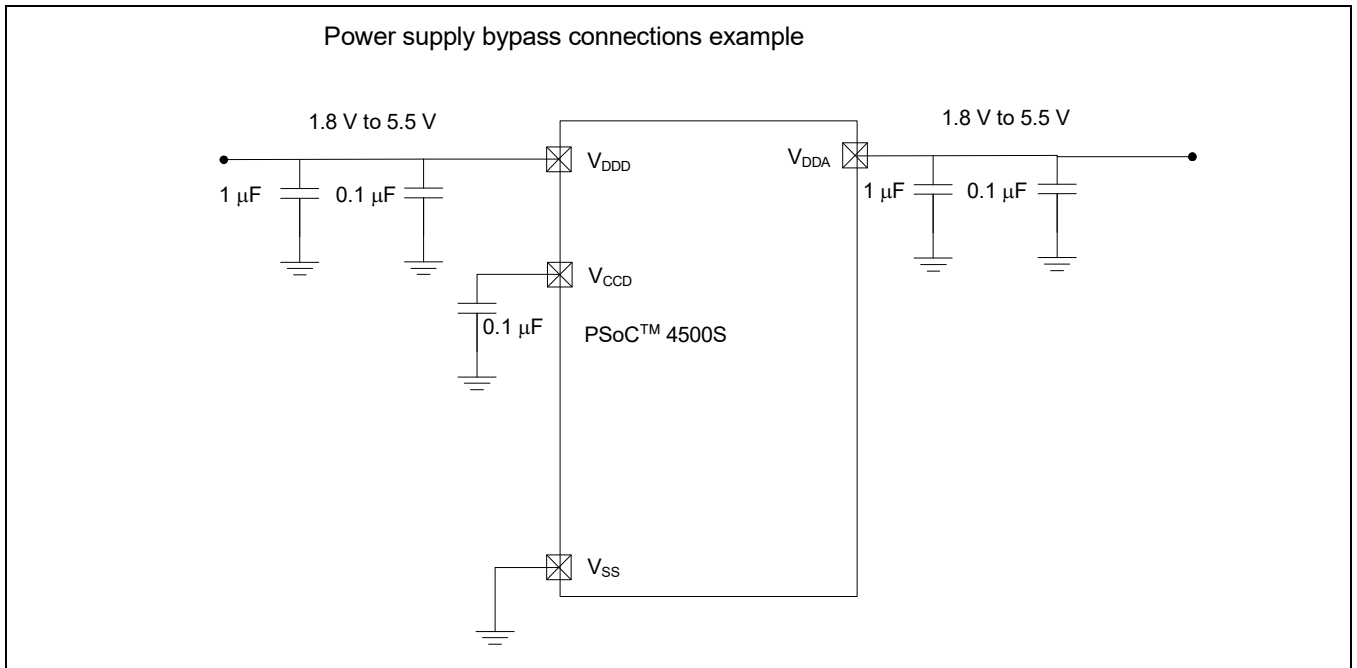 Power supply bypass connections example
1.8 V to 5.5 V
1.8 V to 5.5 V
VDDD
VDDA
1 μF
0.1 μF
1 μF
0.1 μF
VCCD
0.1 μF
PSoC™ 4500S
VSS